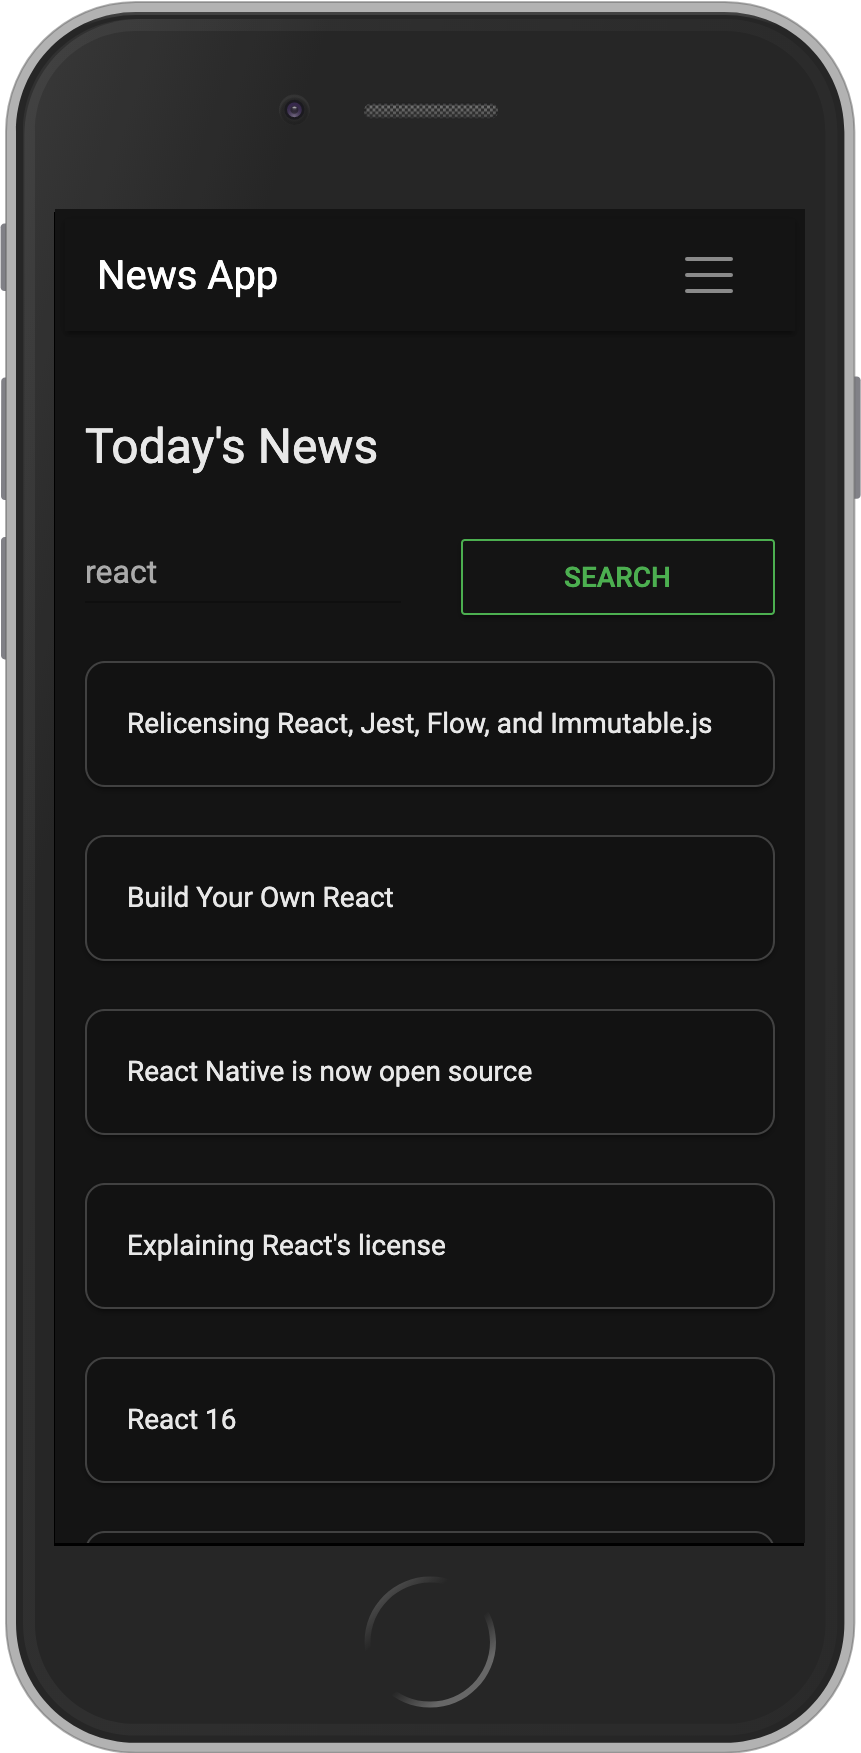 News App
Today's News
react
SEARCH
Relicensing React, Jest, Flow, and Immutable.js
Build Your Own React
React Native is now open source
Explaining React's license
React 16